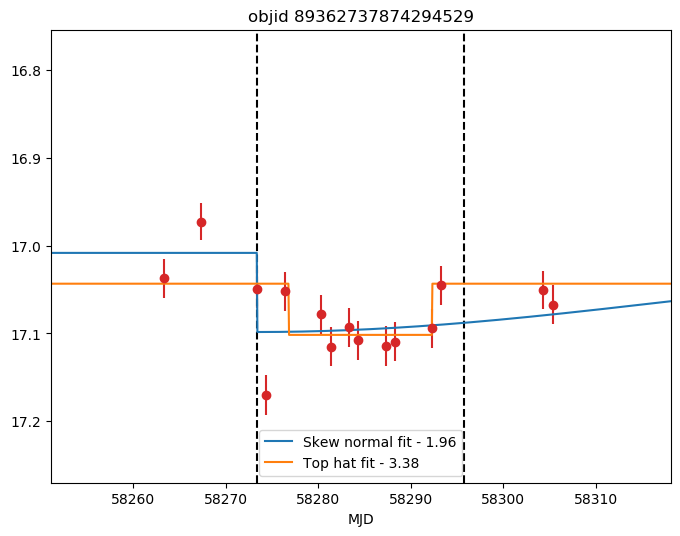 objid 89362737874294529
16.8
16.9
17.0
17.1
17.2
Skew normal fit - 1.96
Top hat fit - 3.38
58260 58270 58280 58290 58300 58310
MJD